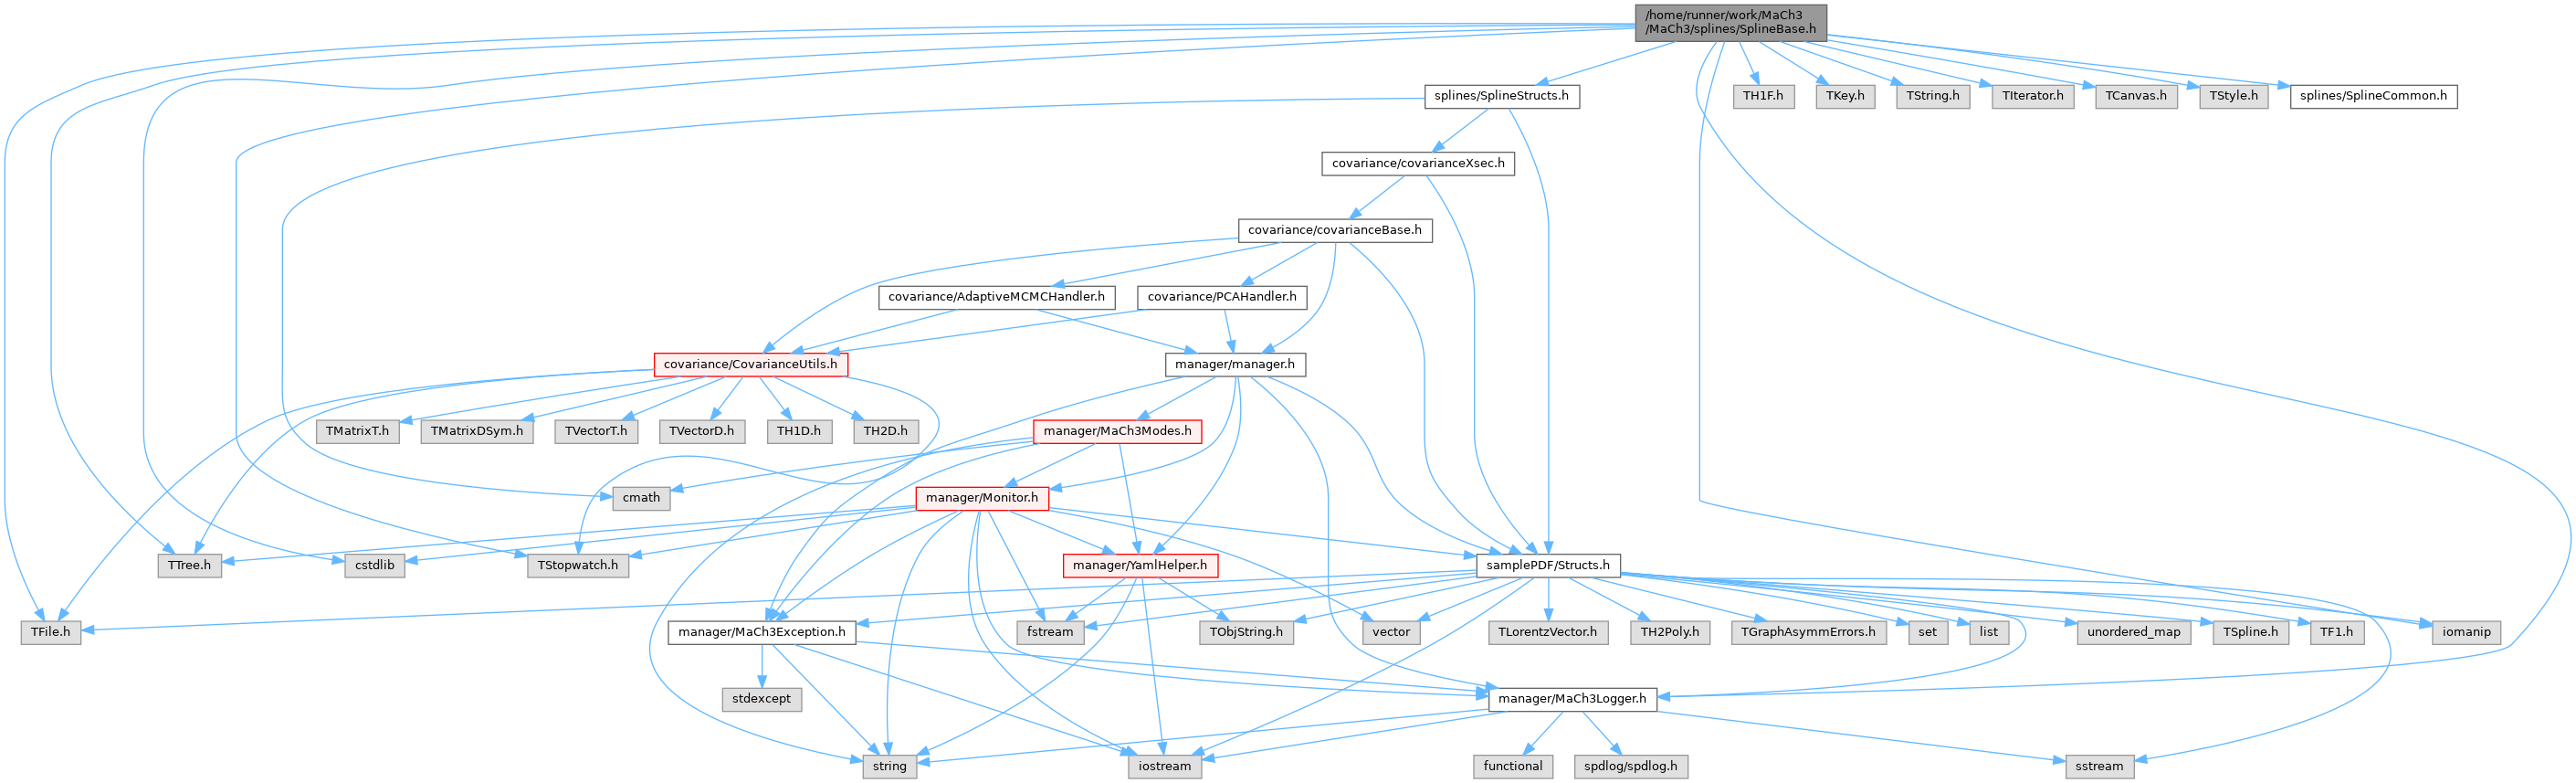 /home/runner/work/MaCh3
/MaCh3/splines/SplineBase.h
splines/SplineStructs.h
TH1F.h
TKey.h
TString.h
TIterator.h
TCanvas.h
TStyle.h
splines/SplineCommon.h
covariance/covarianceXsec.h
covariance/covarianceBase.h
covariance/AdaptiveMCMCHandler.h
covariance/PCAHandler.h
covariance/CovarianceUtils.h
manager/manager.h
TMatrixT.h
TMatrixDSym.h
TVectorT.h
TVectorD.h
TH1D.h
TH2D.h
manager/MaCh3Modes.h
cmath
manager/Monitor.h
TTree.h
cstdlib
TStopwatch.h
manager/YamlHelper.h
samplePDF/Structs.h
TFile.h
manager/MaCh3Exception.h
fstream
TObjString.h
vector
TLorentzVector.h
TH2Poly.h
TGraphAsymmErrors.h
set
list
unordered_map
TSpline.h
TF1.h
iomanip
stdexcept
manager/MaCh3Logger.h
string
iostream
functional
spdlog/spdlog.h
sstream